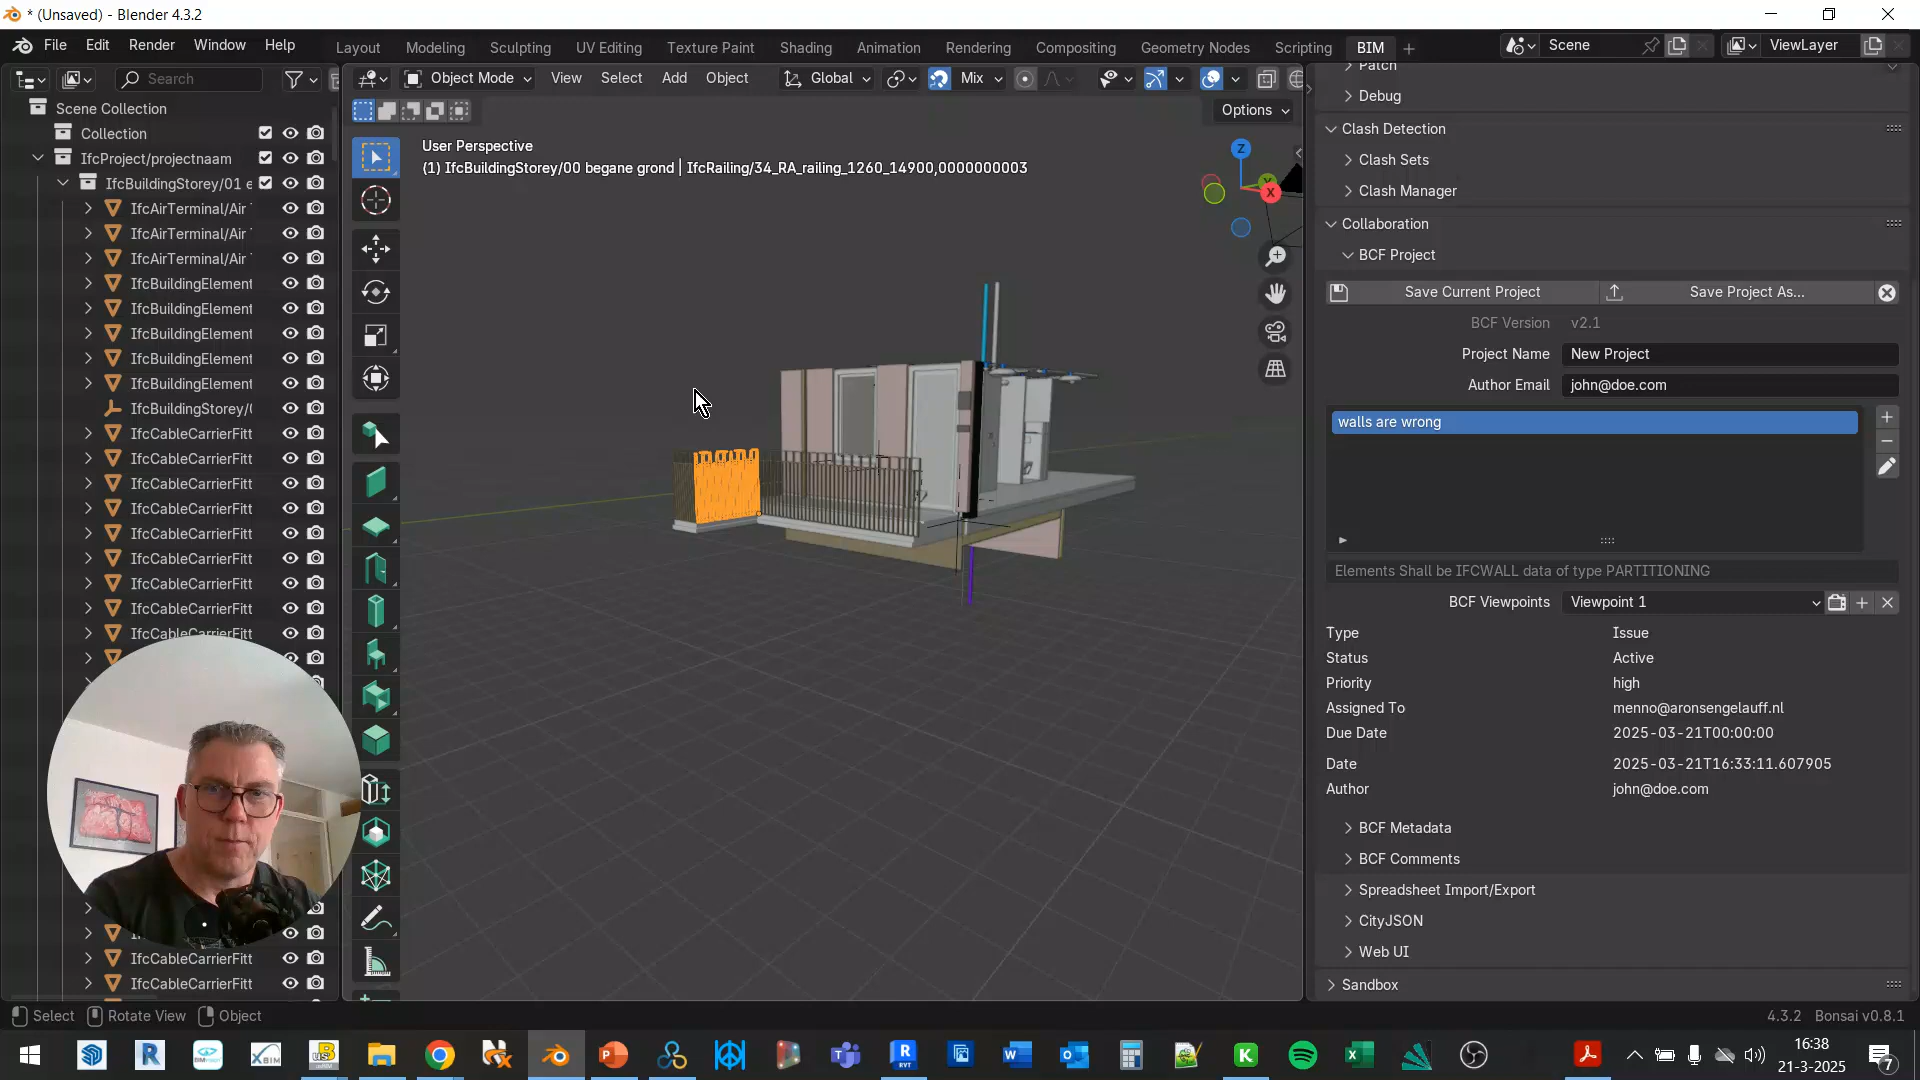 * (Unsaved) - Blender 4.3.2
File Edit Render Window Help
Layout Modeling Sculpting UV Editing Texture Paint Shading Animation Rendering Compositing Geometry Nodes Scripting BIM
Scene
ViewLayer
Search
Object Mode View Select Add Object Global Mix
Options
Scene Collection
Collection
IfcProject/projectnaam
IfcBuildingStorey/01 e
IfcAirTerminal/Air
IfcAirTerminal/Air
IfcAirTerminal/Air
IfcBuildingElement
IfcBuildingElement
IfcBuildingElement
IfcBuildingElement
IfcBuildingElement
IfcBuildingStorey/
IfcCableCarrierFitt
IfcCableCarrierFitt
IfcCableCarrierFitt
IfcCableCarrierFitt
IfcCableCarrierFitt
IfcCableCarrierFitt
IfcCableCarrierFitt
IfcCableCarrierFitt
IfcCableCarrierFitt
IfcCableCarrierFitt
IfcCableCarrierFitt
User Perspective
(1) IfcBuildingStorey/00 begane grond | IfcRailing/34_RA_railing_1260_14900,0000000003
Z
X
Patch
Debug
Clash Detection
Clash Sets
Clash Manager
Collaboration
BCF Project
Save Current Project
Save Project As...
BCF Version v2.1
Project Name New Project
Author Email john@doe.com
walls are wrong
Elements Shall be IFCWALL data of type PARTITIONING
BCF Viewpoints Viewpoint 1
Type Issue
Status Active
Priority high
Assigned To menno@aronsengelauff.nl
Due Date 2025-03-21T00:00:00
Date 2025-03-21T16:33:11.607905
Author john@doe.com
BCF Metadata
BCF Comments
Spreadsheet Import/Export
CityJSON
Web UI
Sandbox
Select Rotate View Object
4.3.2 Bonsai v0.8.1
16:38
21-3-2025
7